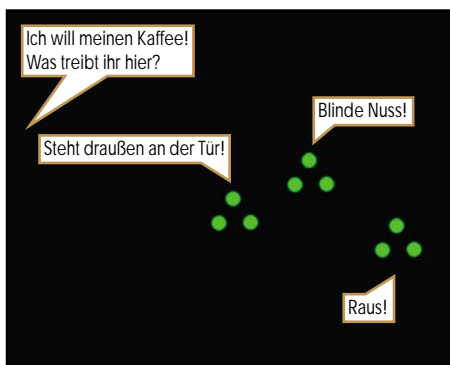 Ich will meinen Kaffee!
Was treibt ihr hier?
Blinde Nuss!
Steht draußen an der Tür!
Raus!